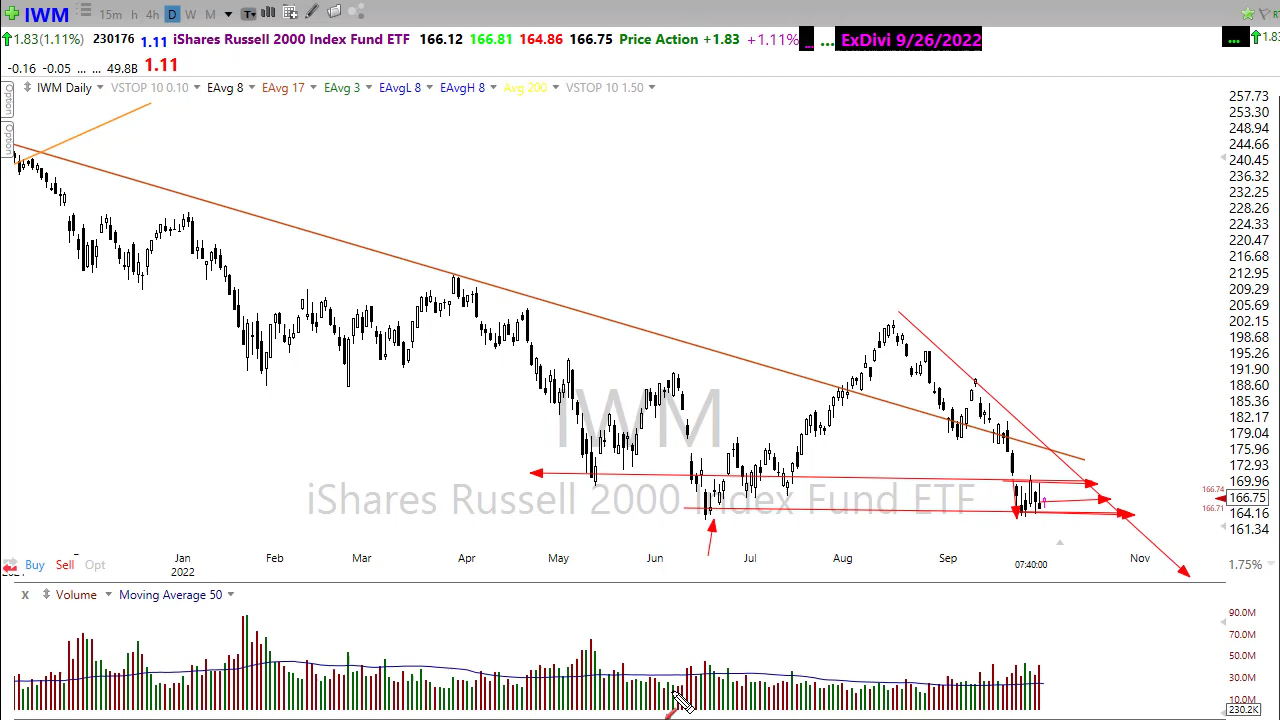 IWM 15m h 4h D W M T
1.83(1.11%) 230176 1.11 iShares Russell 2000 Index Fund ETF 166.12 166.81 164.86 166.75 Price Action +1.83 +1.11% ... ... ExDivi 9/26/2022 ... 1.83
-0.16 -0.05 ... ... 49.8B 1.11
Option
Option
IWM Daily VSTOP 10 0.10 EAvg 8 EAvg 17 EAvg 3 EAvgL 8 EAvgH 8 Avg 200 VSTOP 10 1.50
257.73
253.30
248.94
244.66
240.45
236.32
232.25
228.26
224.33
220.47
216.68
212.95
209.29
205.69
202.15
198.68
195.26
191.90
188.60
185.36
182.17
179.04
175.96
172.93
169.96
166.74
166.75
166.71
164.16
161.34
IWM
iShares Russell 2000 Index Fund ETF
Jan Feb Mar Apr May Jun Jul Aug Sep Nov
2022 07:40:00
Buy Sell Opt 1.75%
x Volume Moving Average 50
90.0M
70.0M
50.0M
30.0M
10.0M
230.2K